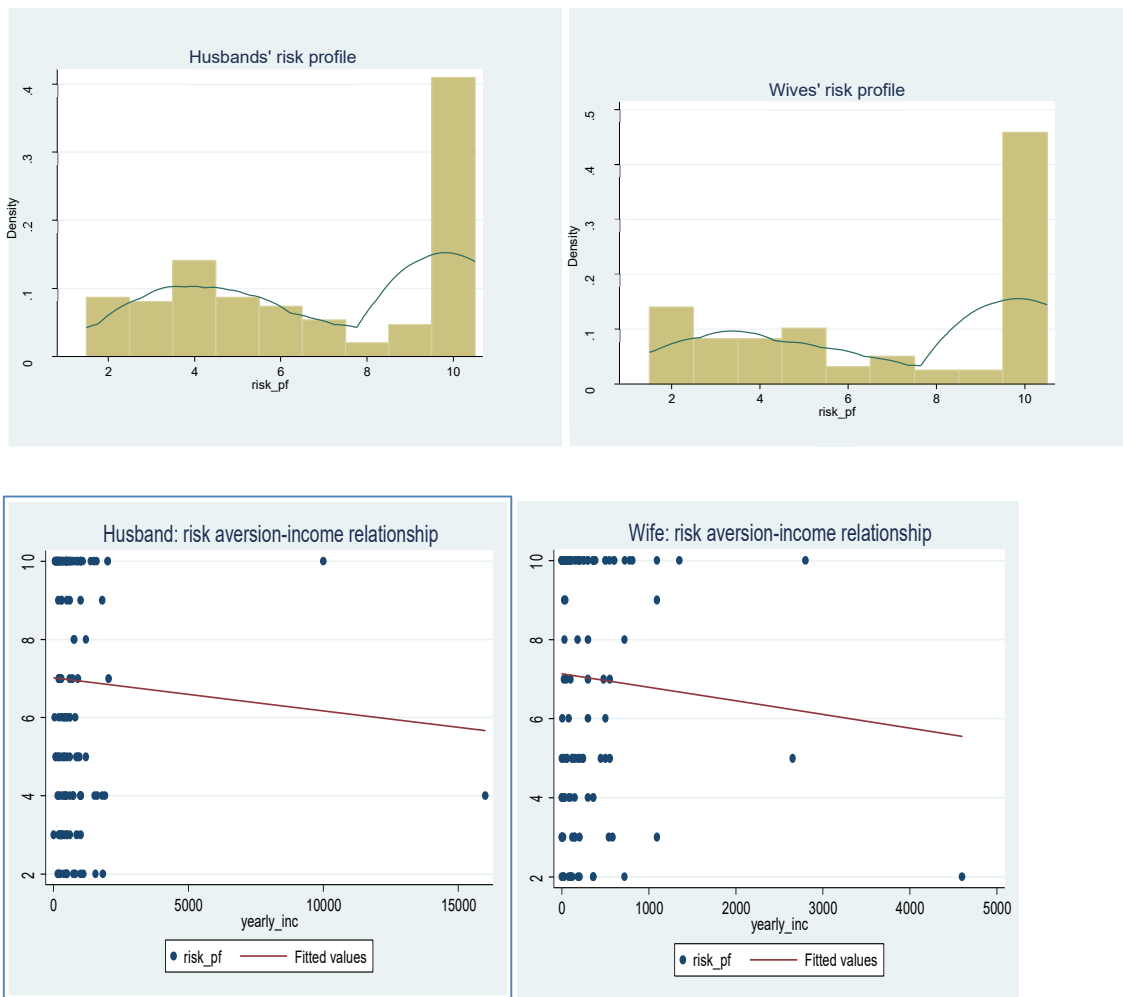 Husbands' risk profile
Density
0
.1
.2
.3
.4
2 4 6 8 10
risk_pf
Wives' risk profile
Density
0
.1
.2
.3
.4
.5
2 4 6 8 10
risk_pf
Husband: risk aversion-income relationship
10
8
6
4
2
0 5000 10000 15000
yearly_inc
risk_pf Fitted values
Wife: risk aversion-income relationship
10
8
6
4
2
0 1000 2000 3000 4000 5000
yearly_inc
risk_pf Fitted values